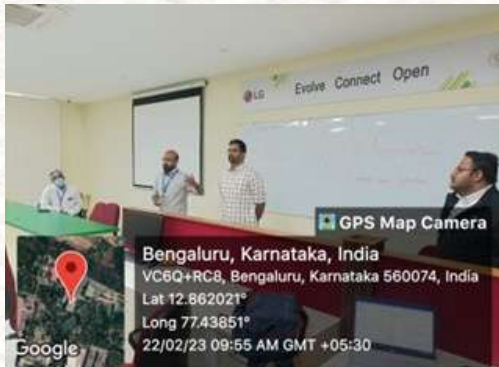 LG Evolve Connect Open
GPS Map Camera
Bengaluru, Karnataka, India
VC6Q+RC8, Bengaluru, Karnataka 560074, India
Lat 12.862021°
Long 77.43851°
22/02/23 09:55 AM GMT +05:30
Google